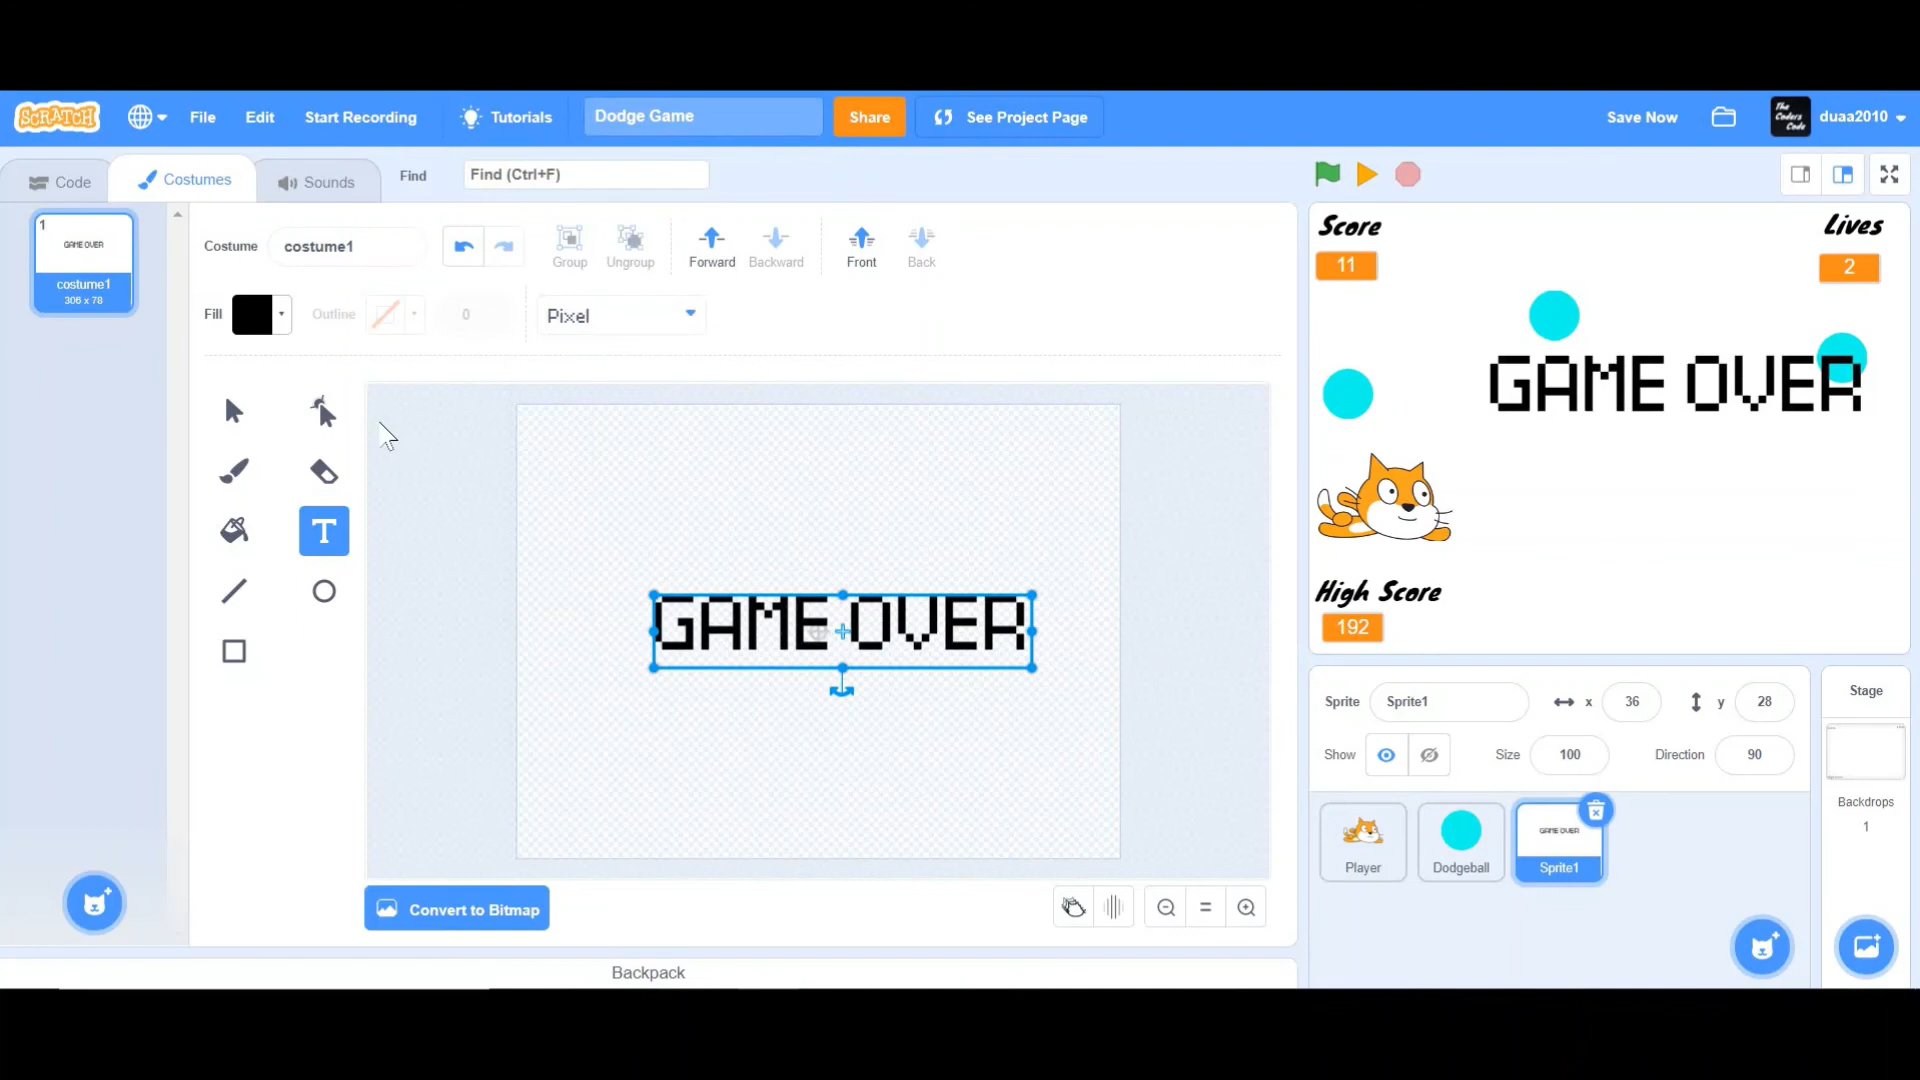 SCRATCH File Edit Start Recording Tutorials Dodge Game Share See Project Page Save Now The Coders Code duaa2010
Code Costumes Sounds Find Find (Ctrl+F)
1
GAME OVER
costume1
306 x 78
Costume costume1 Group Ungroup Forward Backward Front Back
Fill Outline 0 Pixel
T
GAME OVER
Convert to Bitmap
=
Backpack
Score Lives
11 2
GAME OVER
High Score
192
Sprite Sprite1 x 36 y 28
Show Size 100 Direction 90
Player Dodgeball GAME OVER Sprite1
Stage
Backdrops
1